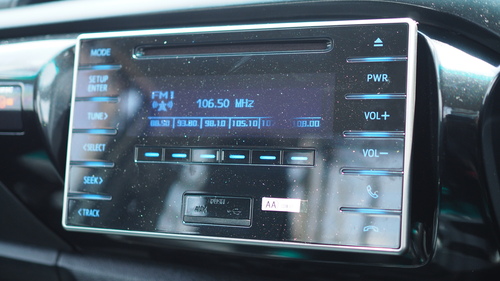 MODE
PWR
SETUP
ENTER
FM1
106.50 MHz
TUNE>
VOL+
88.50 93.80 98.10 105.10 108.00
<SELECT
VOL-
SEEK>
AUX
AA
<TRACK